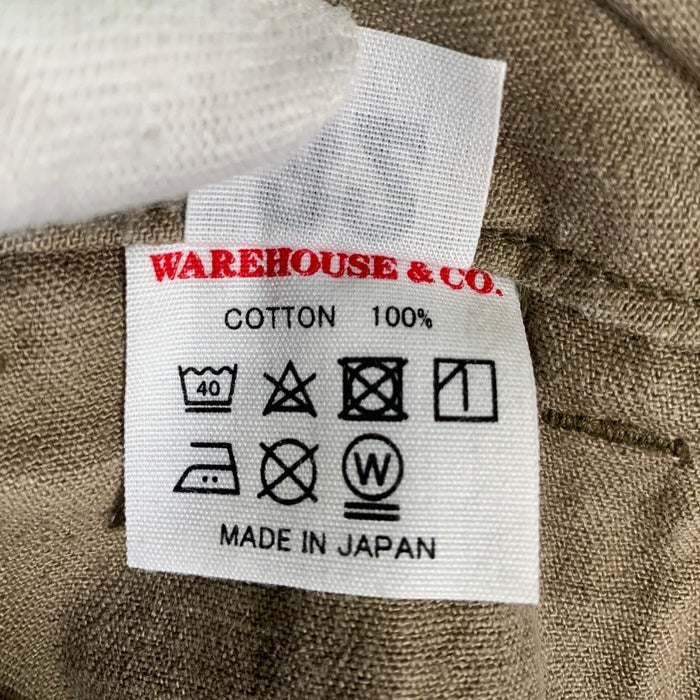 WAREHOUSE & CO.
COTTON 100%
40
W
MADE IN JAPAN